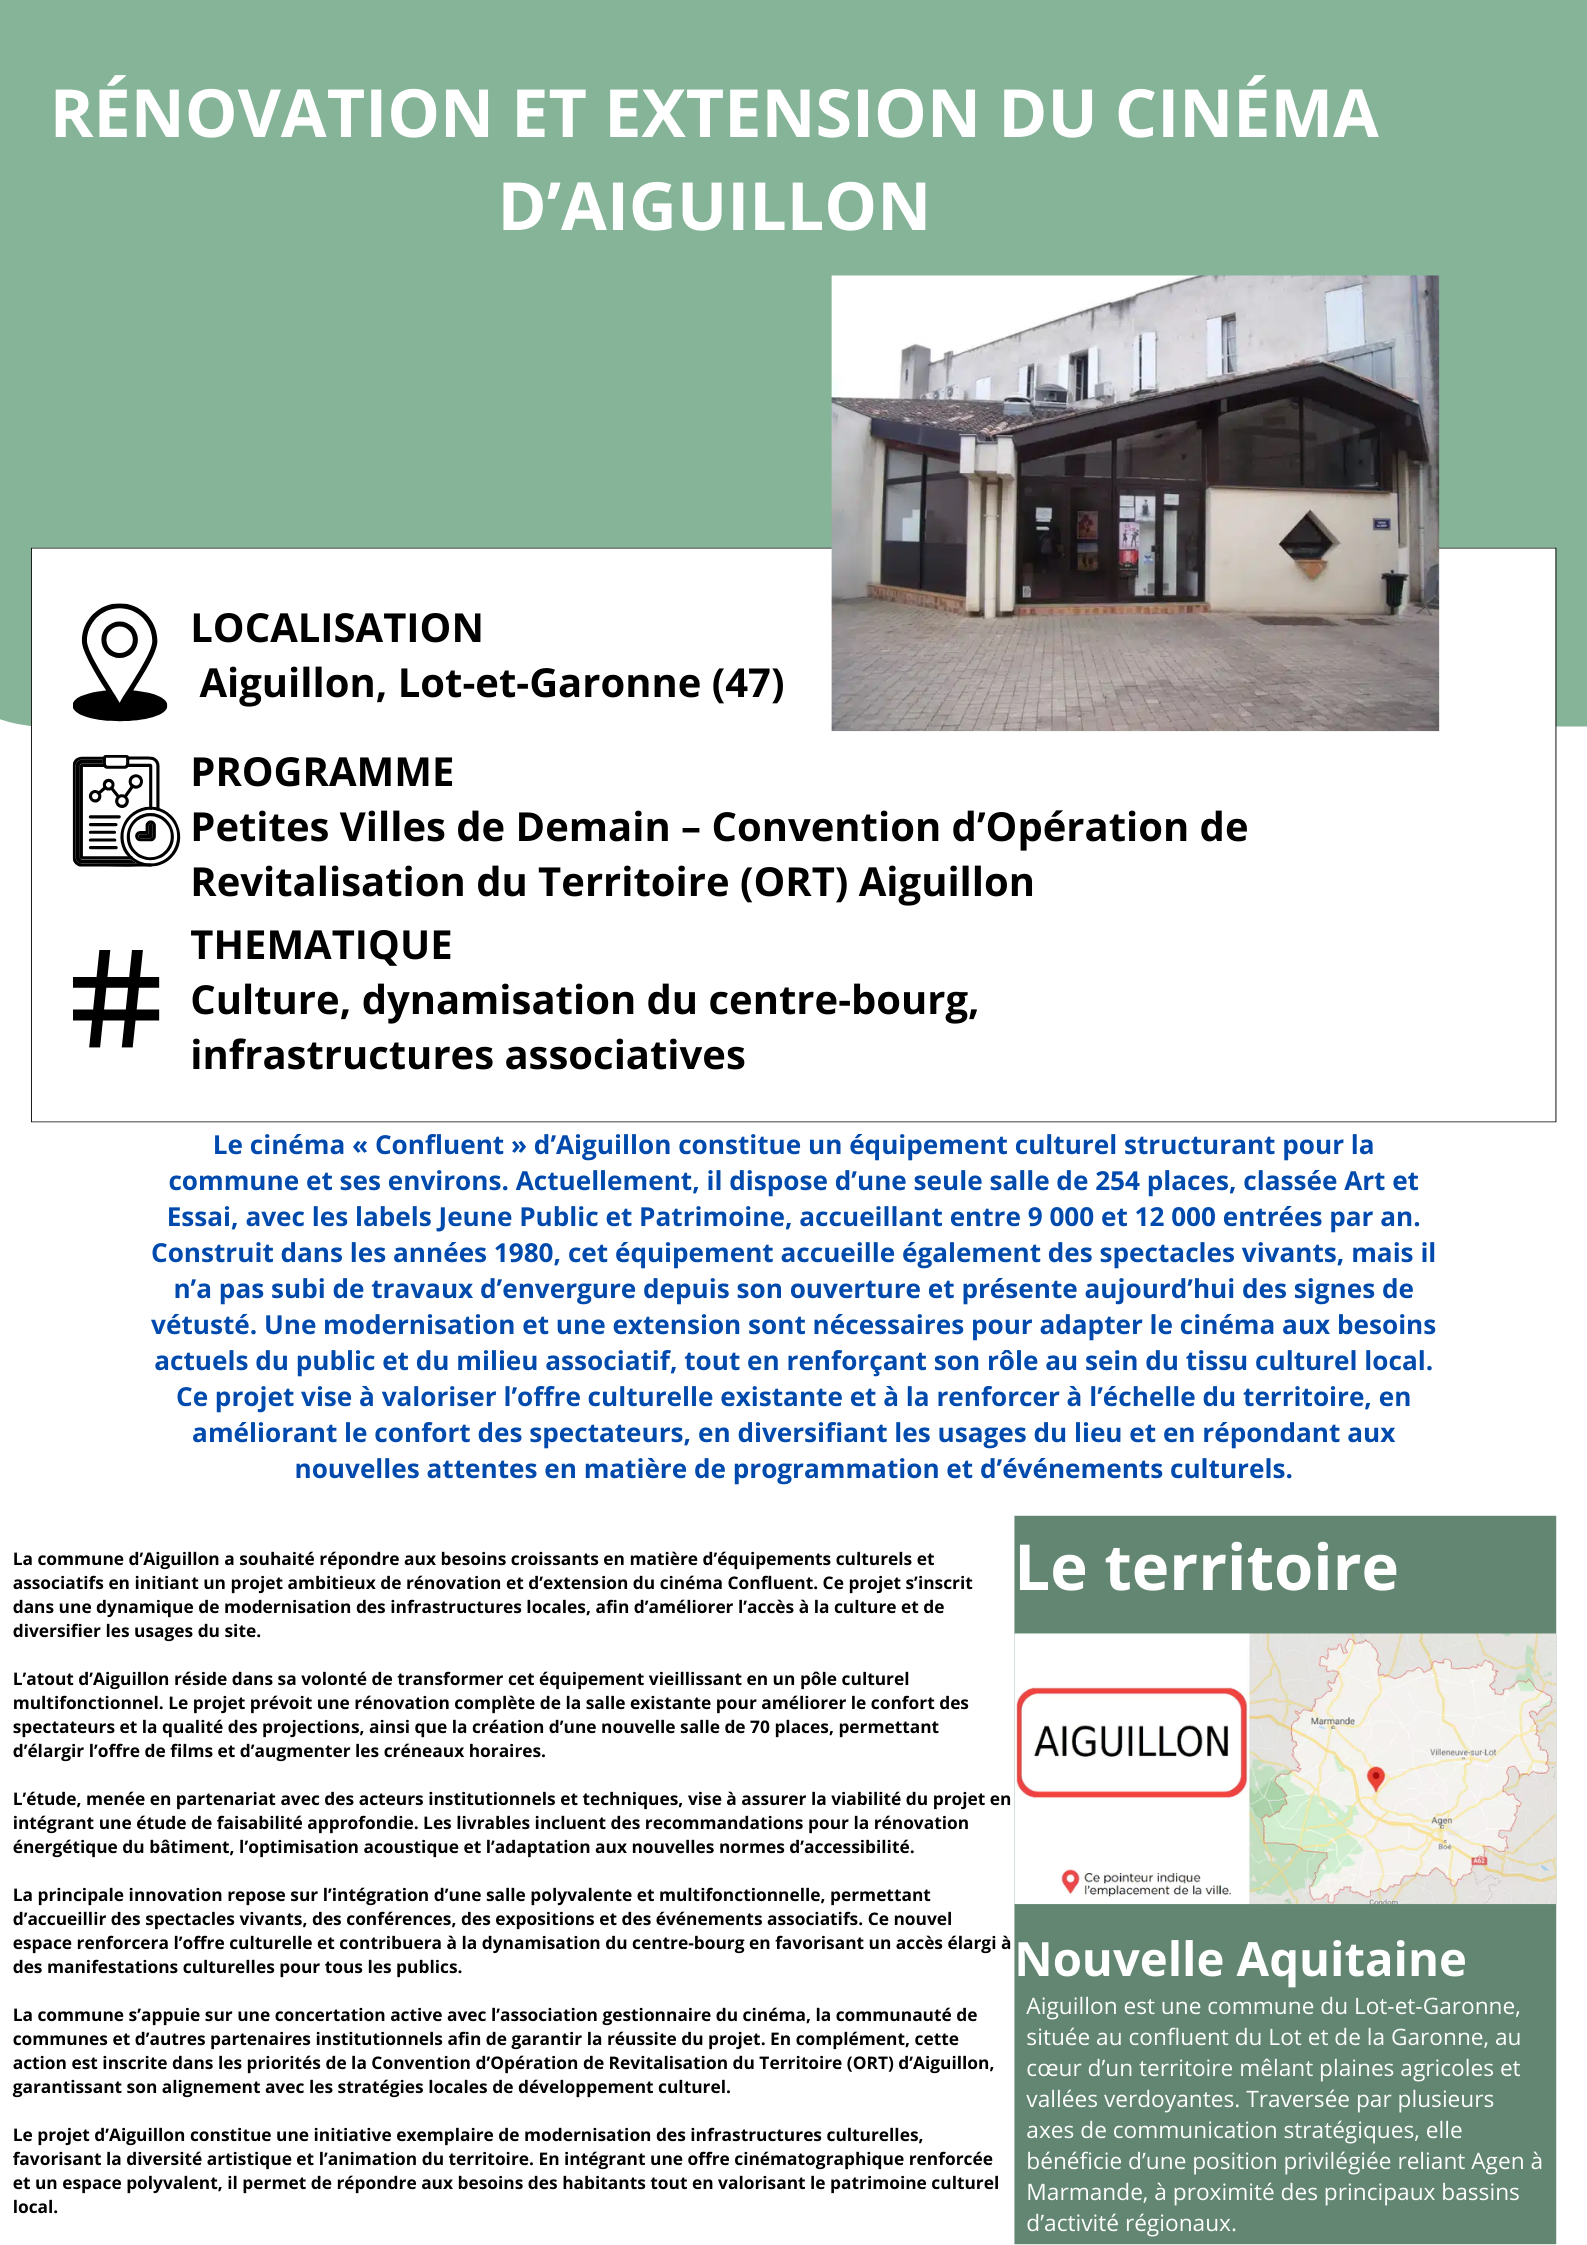 RÉNOVATION ET EXTENSION DU CINÉMA
D’AIGUILLON
LOCALISATION
Aiguillon, Lot-et-Garonne (47)
PROGRAMME
Petites Villes de Demain – Convention d’Opération de
Revitalisation du Territoire (ORT) Aiguillon
THEMATIQUE
Culture, dynamisation du centre-bourg,
infrastructures associatives
Le cinéma « Confluent » d’Aiguillon constitue un équipement culturel structurant pour la
commune et ses environs. Actuellement, il dispose d’une seule salle de 254 places, classée Art et
Essai, avec les labels Jeune Public et Patrimoine, accueillant entre 9 000 et 12 000 entrées par an.
Construit dans les années 1980, cet équipement accueille également des spectacles vivants, mais il
n’a pas subi de travaux d’envergure depuis son ouverture et présente aujourd’hui des signes de
vétusté. Une modernisation et une extension sont nécessaires pour adapter le cinéma aux besoins
actuels du public et du milieu associatif, tout en renforçant son rôle au sein du tissu culturel local.
Ce projet vise à valoriser l’offre culturelle existante et à la renforcer à l’échelle du territoire, en
améliorant le confort des spectateurs, en diversifiant les usages du lieu et en répondant aux
nouvelles attentes en matière de programmation et d’événements culturels.
La commune d’Aiguillon a souhaité répondre aux besoins croissants en matière d’équipements culturels et
associatifs en initiant un projet ambitieux de rénovation et d’extension du cinéma Confluent. Ce projet s’inscrit
dans une dynamique de modernisation des infrastructures locales, afin d’améliorer l’accès à la culture et de
diversifier les usages du site.
L’atout d’Aiguillon réside dans sa volonté de transformer cet équipement vieillissant en un pôle culturel
multifonctionnel. Le projet prévoit une rénovation complète de la salle existante pour améliorer le confort des
spectateurs et la qualité des projections, ainsi que la création d’une nouvelle salle de 70 places, permettant
d’élargir l’offre de films et d’augmenter les créneaux horaires.
L’étude, menée en partenariat avec des acteurs institutionnels et techniques, vise à assurer la viabilité du projet en
intégrant une étude de faisabilité approfondie. Les livrables incluent des recommandations pour la rénovation
énergétique du bâtiment, l’optimisation acoustique et l’adaptation aux nouvelles normes d’accessibilité.
La principale innovation repose sur l’intégration d’une salle polyvalente et multifonctionnelle, permettant
d’accueillir des spectacles vivants, des conférences, des expositions et des événements associatifs. Ce nouvel
espace renforcera l’offre culturelle et contribuera à la dynamisation du centre-bourg en favorisant un accès élargi à
des manifestations culturelles pour tous les publics.
La commune s’appuie sur une concertation active avec l’association gestionnaire du cinéma, la communauté de
communes et d’autres partenaires institutionnels afin de garantir la réussite du projet. En complément, cette
action est inscrite dans les priorités de la Convention d’Opération de Revitalisation du Territoire (ORT) d’Aiguillon,
garantissant son alignement avec les stratégies locales de développement culturel.
Le projet d’Aiguillon constitue une initiative exemplaire de modernisation des infrastructures culturelles,
favorisant la diversité artistique et l’animation du territoire. En intégrant une offre cinématographique renforcée
et un espace polyvalent, il permet de répondre aux besoins des habitants tout en valorisant le patrimoine culturel
local.
Le territoire
AIGUILLON
Ce pointeur indique
l'emplacement de la ville.
Marmande
Villeneuve-sur-Lot
Agen
Boé
A62
Condom
Nouvelle Aquitaine
Aiguillon est une commune du Lot-et-Garonne,
située au confluent du Lot et de la Garonne, au
cœur d’un territoire mêlant plaines agricoles et
vallées verdoyantes. Traversée par plusieurs
axes de communication stratégiques, elle
bénéficie d’une position privilégiée reliant Agen à
Marmande, à proximité des principaux bassins
d’activité régionaux.